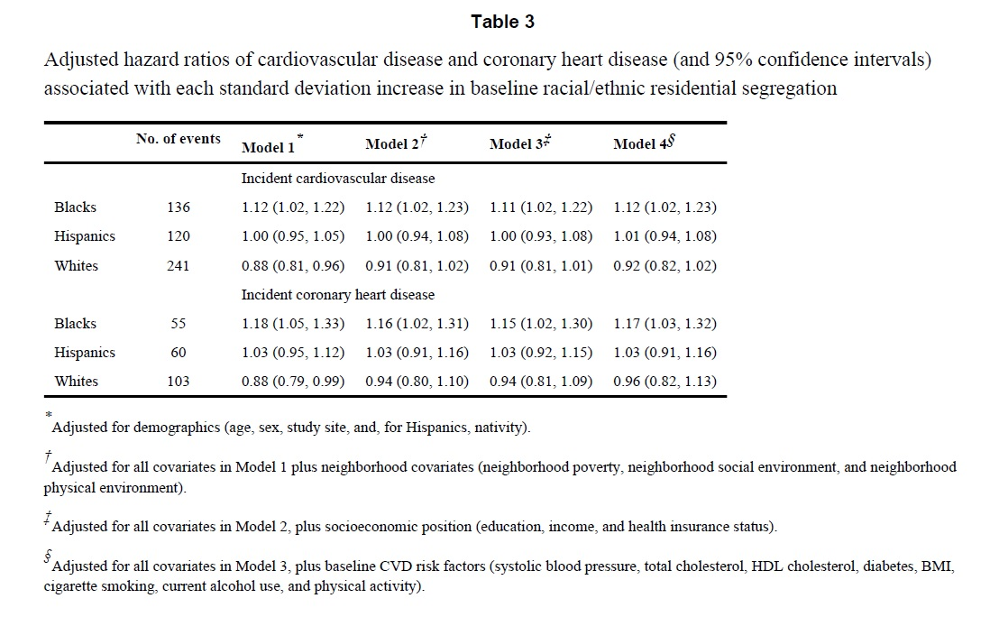 Table 3
Adjusted hazard ratios of cardiovascular disease and coronary heart disease (and 95% confidence intervals)
associated with each standard deviation increase in baseline racial/ethnic residential segregation
No. of events Model 1* Model 2† Model 3‡ Model 4§
Incident cardiovascular disease
Blacks 136 1.12 (1.02, 1.22) 1.12 (1.02, 1.23) 1.11 (1.02, 1.22) 1.12 (1.02, 1.23)
Hispanics 120 1.00 (0.95, 1.05) 1.00 (0.94, 1.08) 1.00 (0.93, 1.08) 1.01 (0.94, 1.08)
Whites 241 0.88 (0.81, 0.96) 0.91 (0.81, 1.02) 0.91 (0.81, 1.01) 0.92 (0.82, 1.02)
Incident coronary heart disease
Blacks 55 1.18 (1.05, 1.33) 1.16 (1.02, 1.31) 1.15 (1.02, 1.30) 1.17 (1.03, 1.32)
Hispanics 60 1.03 (0.95, 1.12) 1.03 (0.91, 1.16) 1.03 (0.92, 1.15) 1.03 (0.91, 1.16)
Whites 103 0.88 (0.79, 0.99) 0.94 (0.80, 1.10) 0.94 (0.81, 1.09) 0.96 (0.82, 1.13)
*Adjusted for demographics (age, sex, study site, and, for Hispanics, nativity).
†Adjusted for all covariates in Model 1 plus neighborhood covariates (neighborhood poverty, neighborhood social environment, and neighborhood
physical environment).
‡Adjusted for all covariates in Model 2, plus socioeconomic position (education, income, and health insurance status).
§Adjusted for all covariates in Model 3, plus baseline CVD risk factors (systolic blood pressure, total cholesterol, HDL cholesterol, diabetes, BMI,
cigarette smoking, current alcohol use, and physical activity).